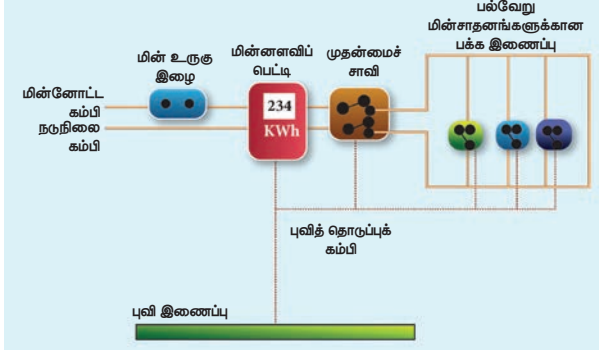 பல்வேறு
மின்சாதனங்களுக்கான
பக்க இணைப்பு
மின் உருகு
இழை
மின்னளவிப்
பெட்டி
முதன்மைச்
சாவி
மின்னோட்ட
கம்பி
நடுநிலை
கம்பி
234
KWh
புவித் தொடுப்புக்
கம்பி
புவி இணைப்பு